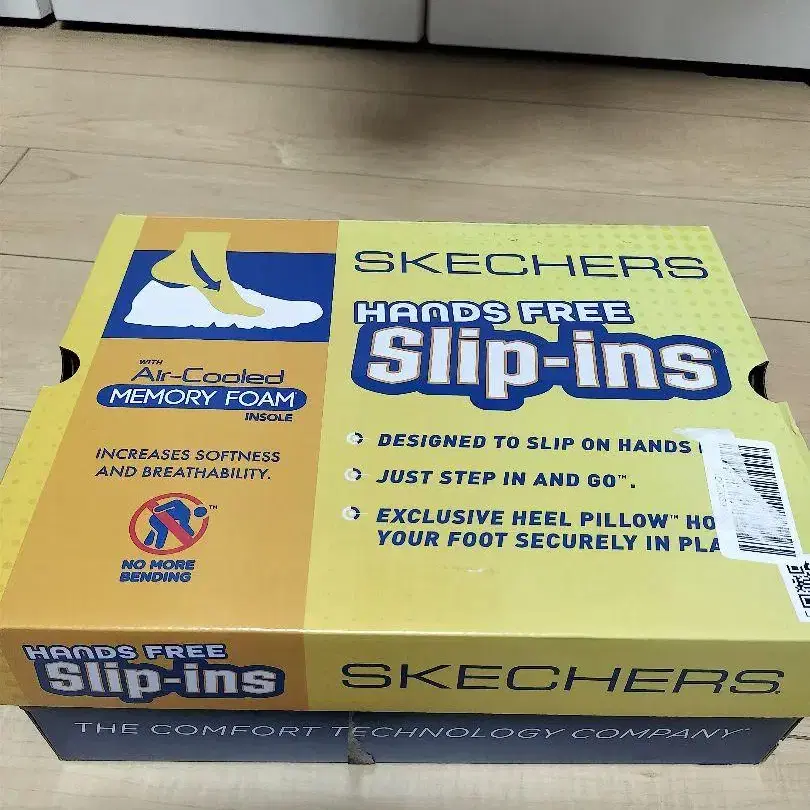 SKECHERS
HANDS FREE
Slip-ins
WITH
Air-Cooled
MEMORY FOAM
INSOLE
INCREASES SOFTNESS
AND BREATHABILITY.
NO MORE
BENDING
DESIGNED TO SLIP ON HANDS
JUST STEP IN AND GO™.
EXCLUSIVE HEEL PILLOW™ HO
YOUR FOOT SECURELY IN PLA
HANDS FREE
Slip-ins
SKECHERS
THE COMFORT TECHNOLOGY COMPANY